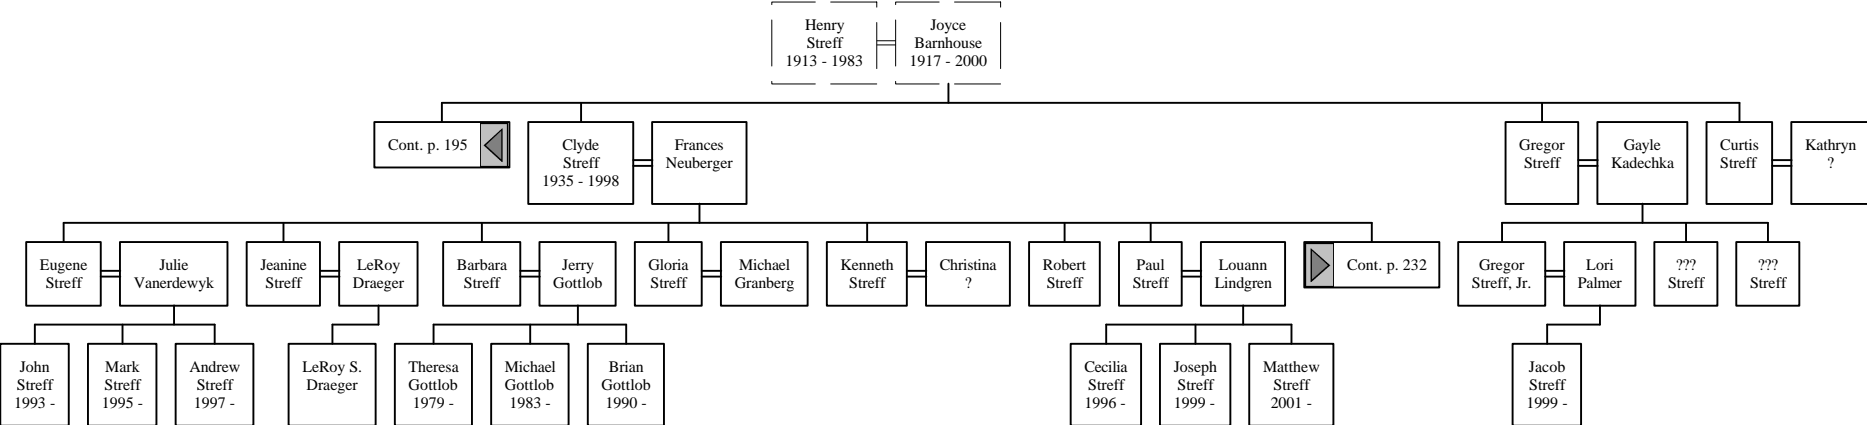 Henry
Streff
1913 - 1983
Joyce
Barnhouse
1917 - 2000
Cont. p. 195
Clyde
Streff
1935 - 1998
Frances
Neuberger
Gregor
Streff
Gayle
Kadechka
Curtis
Streff
Kathryn
?
Eugene
Streff
Julie
Vanerdewyk
Jeanine
Streff
LeRoy
Draeger
Barbara
Streff
Jerry
Gottlob
Gloria
Streff
Michael
Granberg
Kenneth
Streff
Christina
?
Robert
Streff
Paul
Streff
Louann
Lindgren
Cont. p. 232
Gregor
Streff, Jr.
Lori
Palmer
???
Streff
???
Streff
John
Streff
1993 -
Mark
Streff
1995 -
Andrew
Streff
1997 -
LeRoy S.
Draeger
Theresa
Gottlob
1979 -
Michael
Gottlob
1983 -
Brian
Gottlob
1990 -
Cecilia
Streff
1996 -
Joseph
Streff
1999 -
Matthew
Streff
2001 -
Jacob
Streff
1999 -